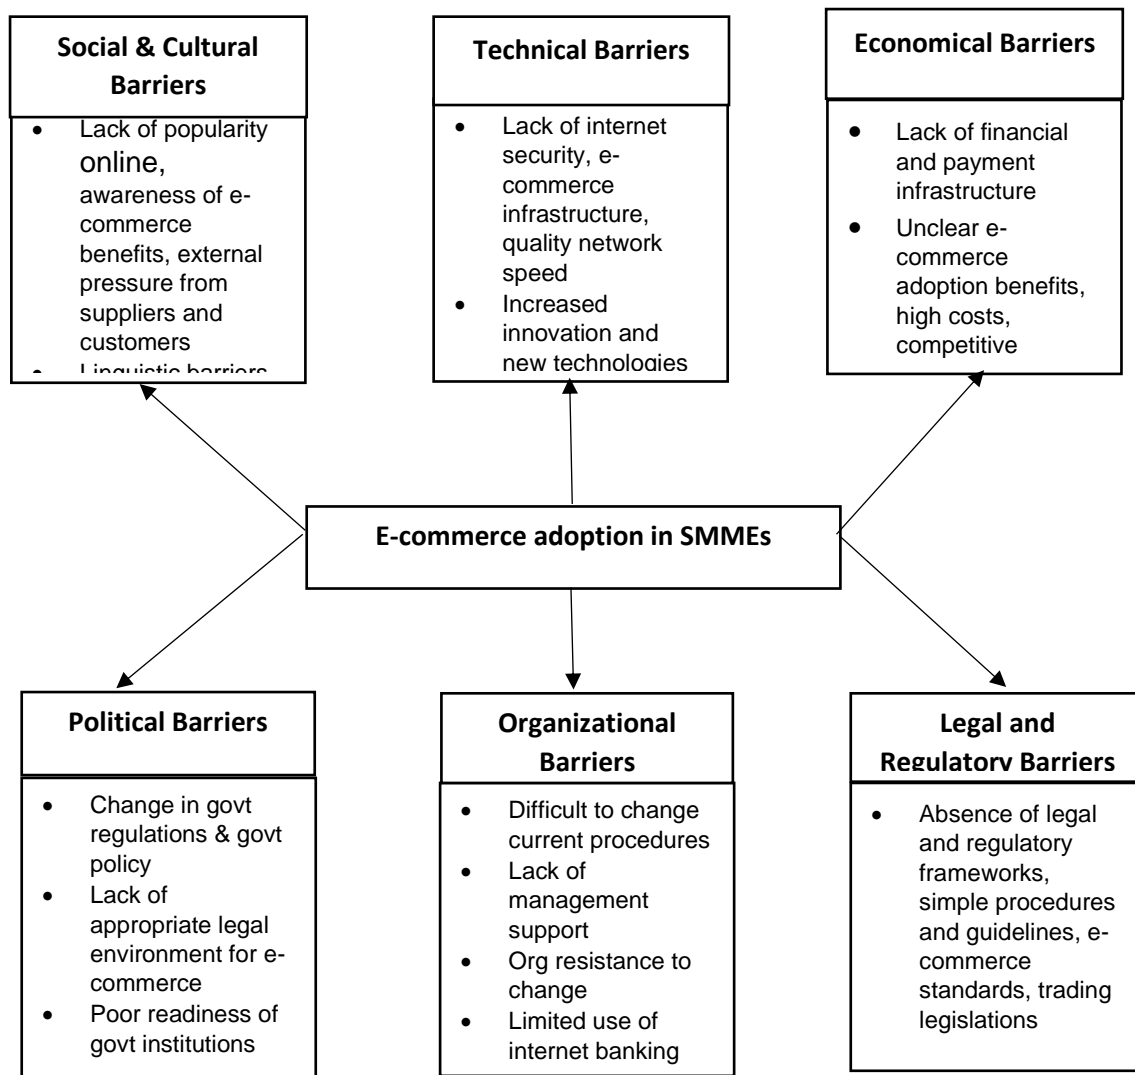 Social & Cultural
Barriers
• Lack of popularity
online,
awareness of e-
commerce
benefits, external
pressure from
suppliers and
customers
• Linguistic barriers
Technical Barriers
• Lack of internet
security, e-
commerce
infrastructure,
quality network
speed
• Increased
innovation and
new technologies
Economical Barriers
• Lack of financial
and payment
infrastructure
• Unclear e-
commerce
adoption benefits,
high costs,
competitive
E-commerce adoption in SMMEs
Political Barriers
• Change in govt
regulations & govt
policy
• Lack of
appropriate legal
environment for e-
commerce
• Poor readiness of
govt institutions
Organizational
Barriers
• Difficult to change
current procedures
• Lack of
management
support
• Org resistance to
change
• Limited use of
internet banking
Legal and
Regulatory Barriers
• Absence of legal
and regulatory
frameworks,
simple procedures
and guidelines, e-
commerce
standards, trading
legislations